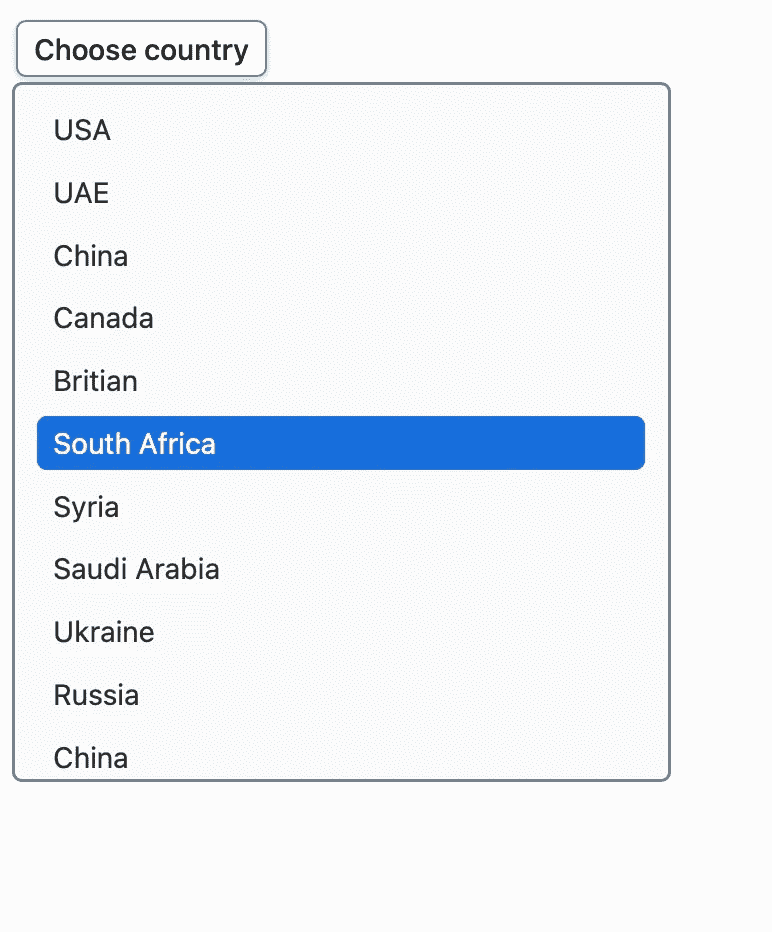 Choose country
USA
UAE
China
Canada
Britian
South Africa
Syria
Saudi Arabia
Ukraine
Russia
China